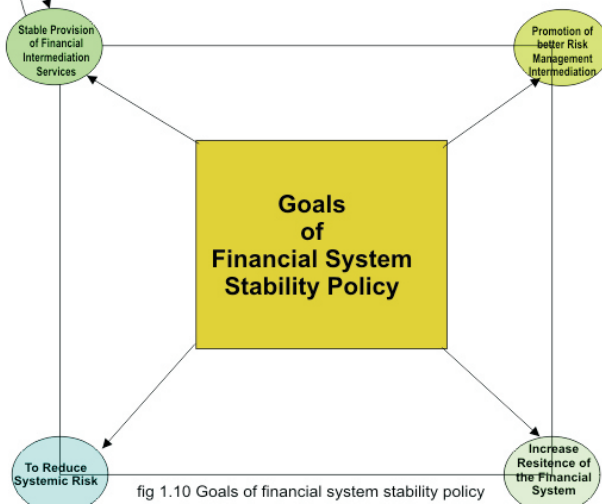 Stable Provision
of Financial
Intermediation
Services
Promotion of
better Risk
Management
Intermediation
Goals
of
Financial System
Stability Policy
To Reduce
Systemic Risk
Increase
Resitence of
the Financial
System
fig 1.10 Goals of financial system stability policy